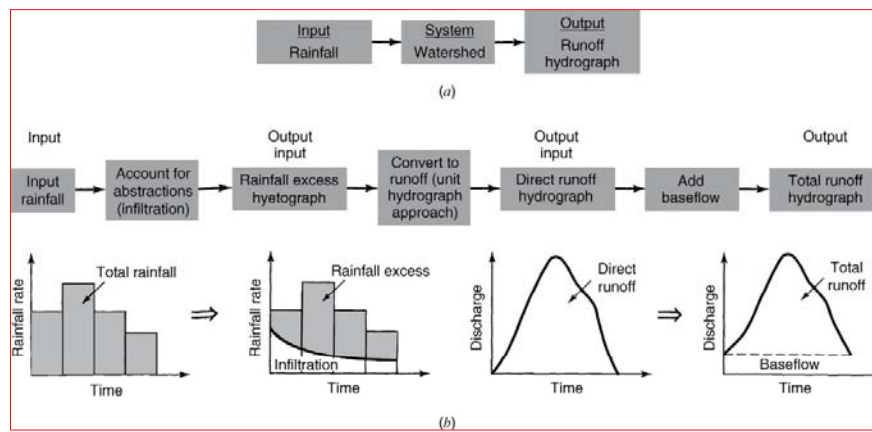 Input
Rainfall
System
Watershed
Output
Runoff
hydrograph
(a)
Input
Output
input
Output
input
Output
Input
rainfall
Account for
abstractions
(infiltration)
Rainfall excess
hyetograph
Convert to
runoff (unit
hydrograph
approach)
Direct runoff
hydrograph
Add
baseflow
Total runoff
hydrograph
Rainfall rate
Total rainfall
Time
Rainfall rate
Rainfall excess
Infiltration
Time
Discharge
Direct
runoff
Time
Discharge
Total
runoff
Baseflow
Time
(b)